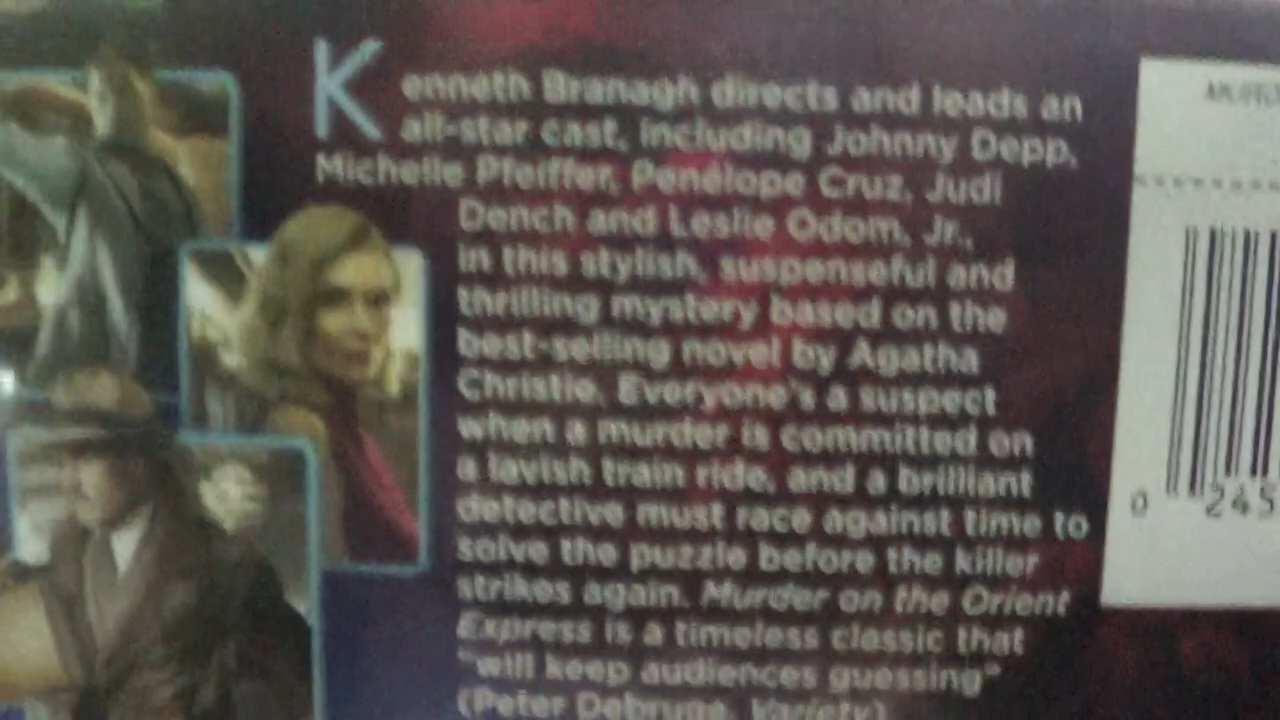 Kenneth Branagh directs and leads an
all-star cast, including Johnny Depp,
Michelle Pfeiffer, Penélope Cruz, Judi
Dench and Leslie Odom, Jr.,
in this stylish, suspenseful and
thrilling mystery based on the
best-selling novel by Agatha
Christie. Everyone's a suspect
when a murder is committed on
a lavish train ride, and a brilliant
detective must race against time to
solve the puzzle before the killer
strikes again. Murder on the Orient
Express is a timeless classic that
"will keep audiences guessing"
(Peter Debruge, Variety)
0 245